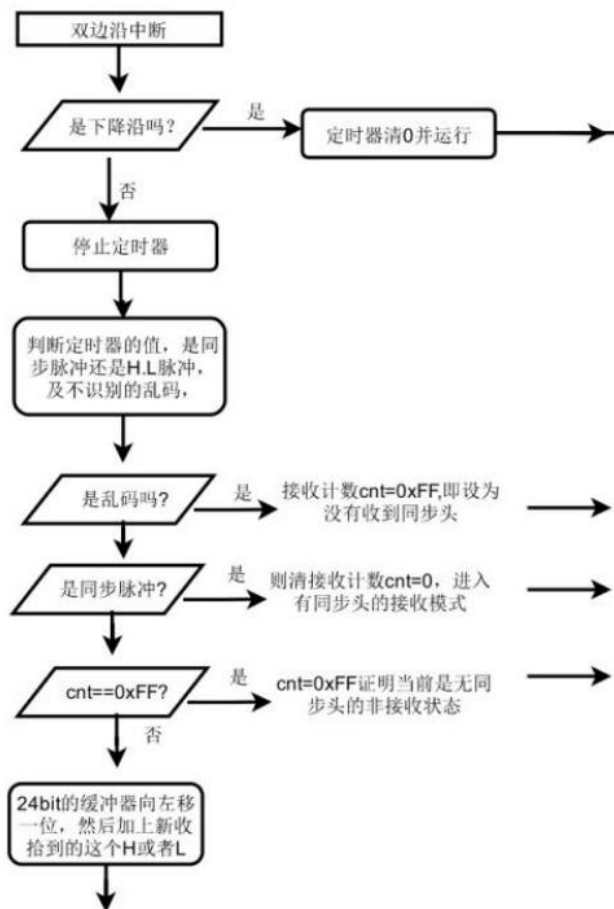 双边沿中断
是下降沿吗?
是
定时器清0并运行
否
停止定时器
判断定时器的值，是同
步脉冲还是H.L脉冲，
及不识别的乱码，
是乱码吗?
是
接收计数cnt=0xFF,即设为
没有收到同步头
是同步脉冲?
是
则清接收计数cnt=0，进入
有同步头的接收模式
cnt==0xFF?
是
cnt=0xFF证明当前是无同
步头的非接收状态
否
24bit的缓冲器向左移
一位，然后加上新收
拾到的这个H或者L